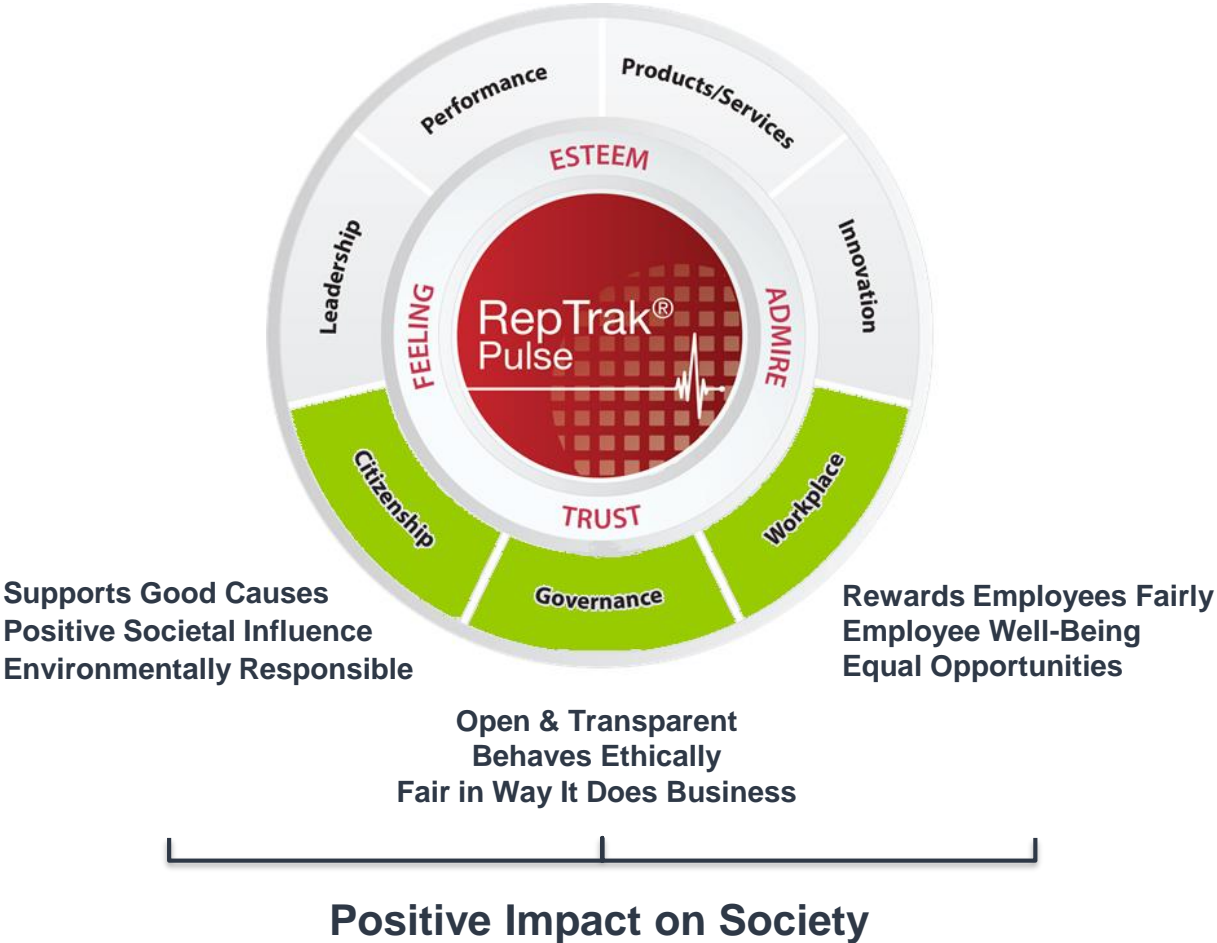 Performance
Products/Services
Leadership
Innovation
ESTEEM
FEELING
ADMIRE
RepTrak®
Pulse
TRUST
Citizenship
Governance
Workplace
Supports Good Causes
Positive Societal Influence
Environmentally Responsible
Rewards Employees Fairly
Employee Well-Being
Equal Opportunities
Open & Transparent
Behaves Ethically
Fair in Way It Does Business
Positive Impact on Society